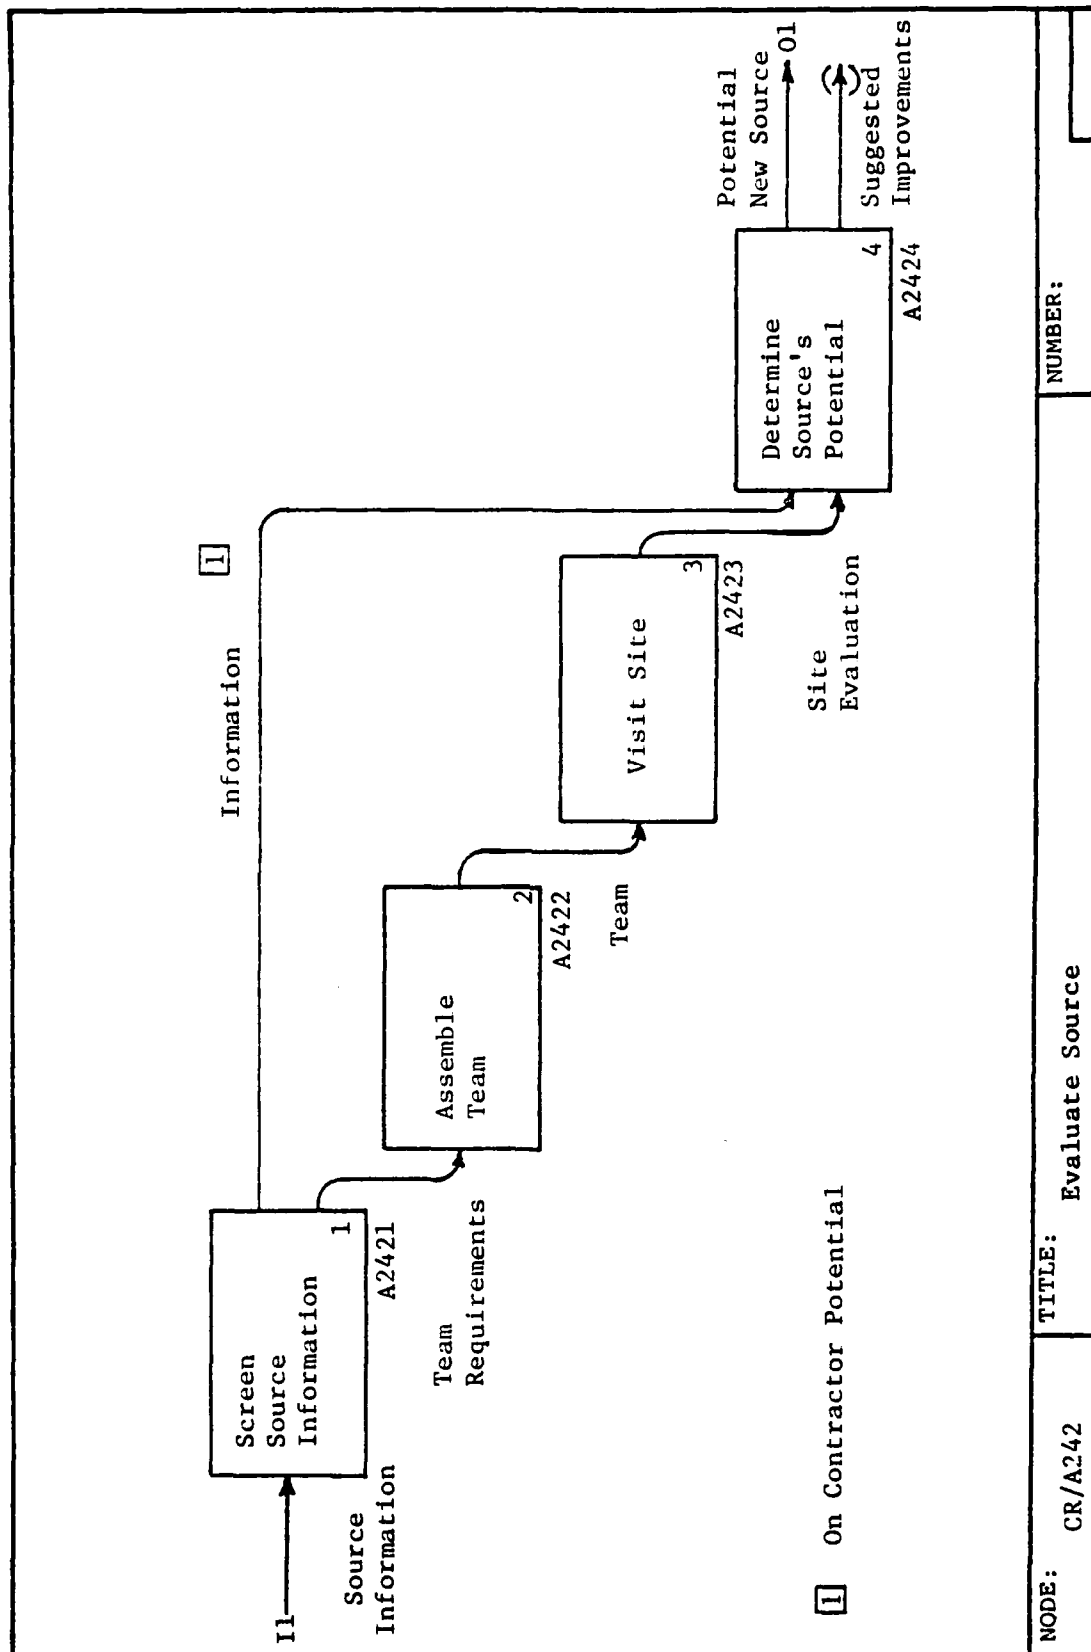 I1
Source
Information
Screen
Source
Information
1
A2421
Information
1
Team
Requirements
Assemble
Team
2
A2422
Team
Visit Site
3
A2423
Site
Evaluation
Determine
Source's
Potential
4
A2424
Potential
New Source
O1
Suggested
Improvements
1 On Contractor Potential
NODE: CR/A242
TITLE: Evaluate Source
NUMBER: